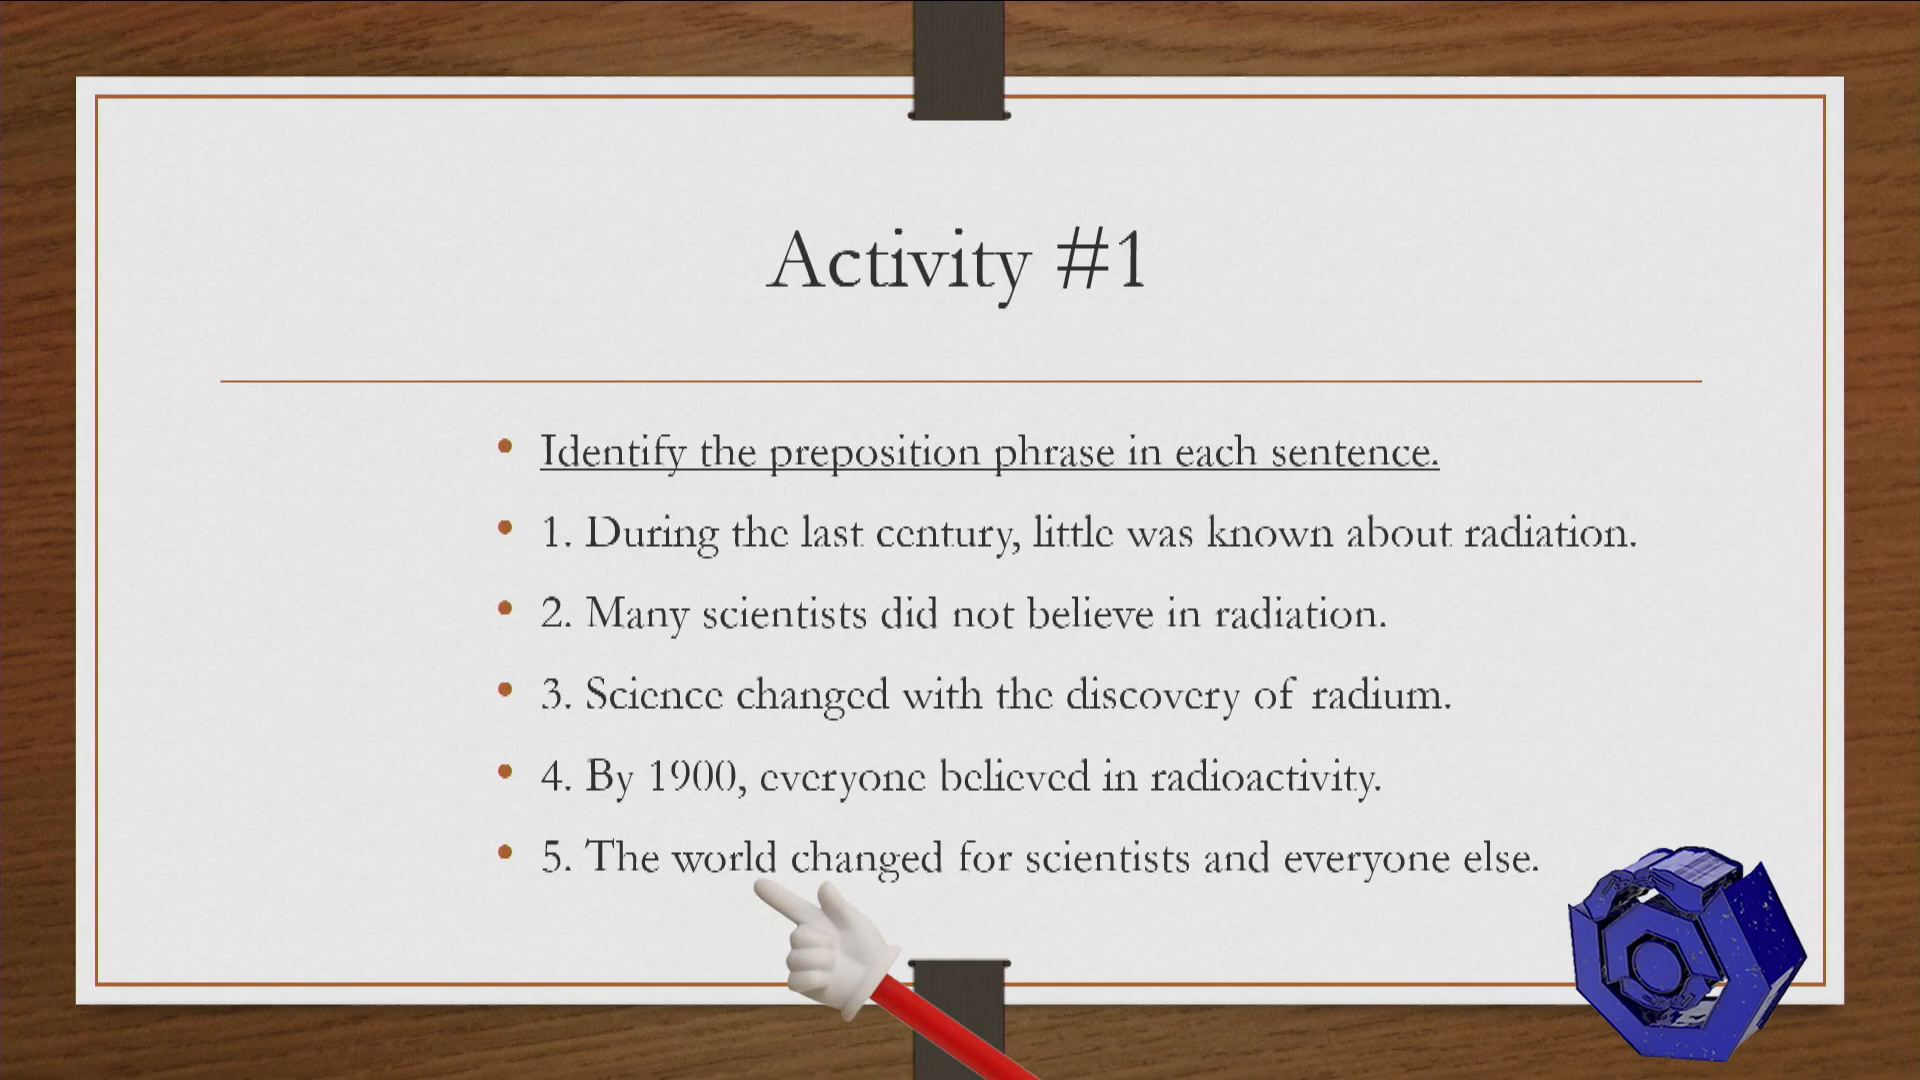 Activity #1
Identify the preposition phrase in each sentence.
1. During the last century, little was known about radiation.
2. Many scientists did not believe in radiation.
3. Science changed with the discovery of radium.
4. By 1900, everyone believed in radioactivity.
5. The world changed for scientists and everyone else.